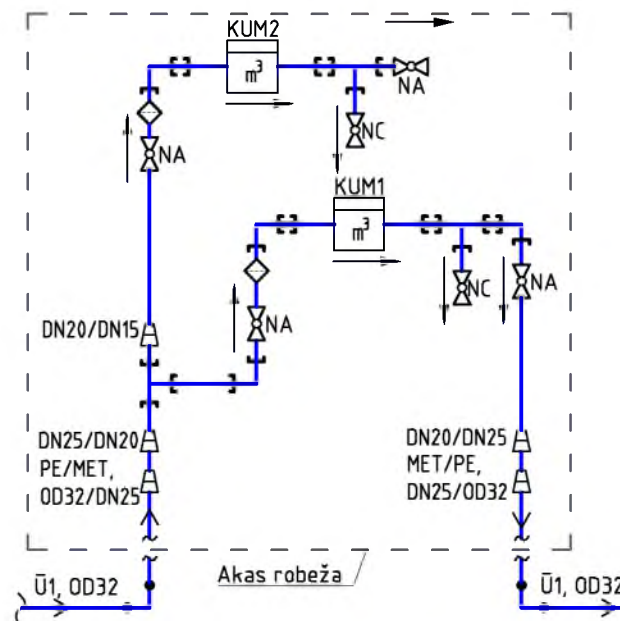 KUM2
m³
NA
NC
NA
KUM1
m³
NC
NA
NA
DN20/DN15
DN25/DN20
PE/MET,
OD32/DN25
DN20/DN25
MET/PE,
DN25/OD32
Akas robeža
Ū1, OD32
Ū1, OD32